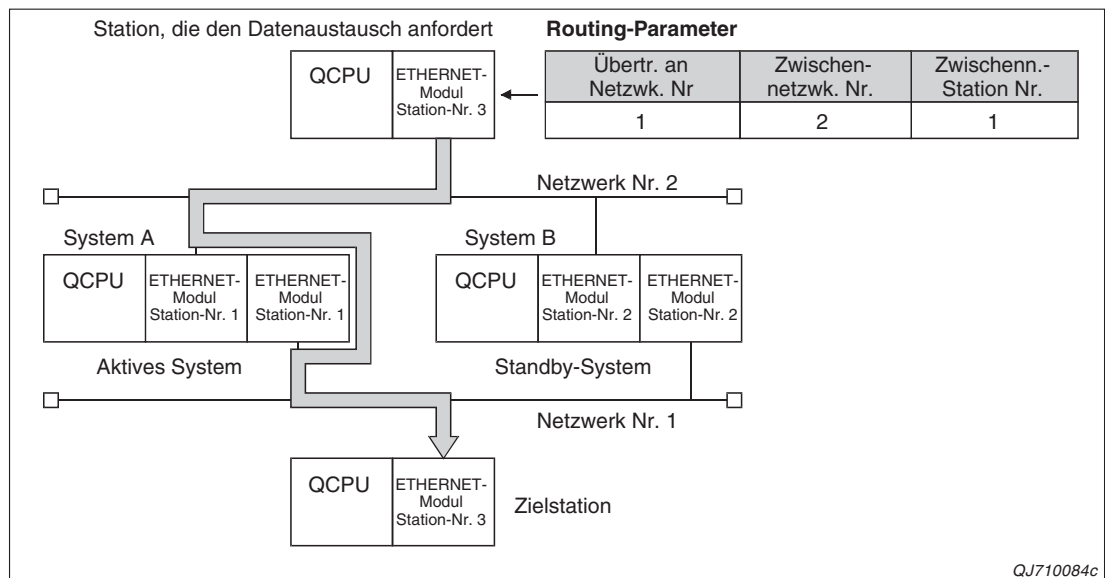 Station, die den Datenaustausch anfordert
Routing-Parameter
QCPU
ETHERNET-
Modul
Station-Nr. 3
Übertr. an
Netzwk. Nr
Zwischen-
netzwk. Nr.
Zwischenn.-
Station Nr.
1
2
1
Netzwerk Nr. 2
System A
QCPU
ETHERNET-
Modul
Station-Nr. 1
ETHERNET-
Modul
Station-Nr. 1
Aktives System
System B
QCPU
ETHERNET-
Modul
Station-Nr. 2
ETHERNET-
Modul
Station-Nr. 2
Standby-System
Netzwerk Nr. 1
QCPU
ETHERNET-
Modul
Station-Nr. 3
Zielstation
QJ710084c